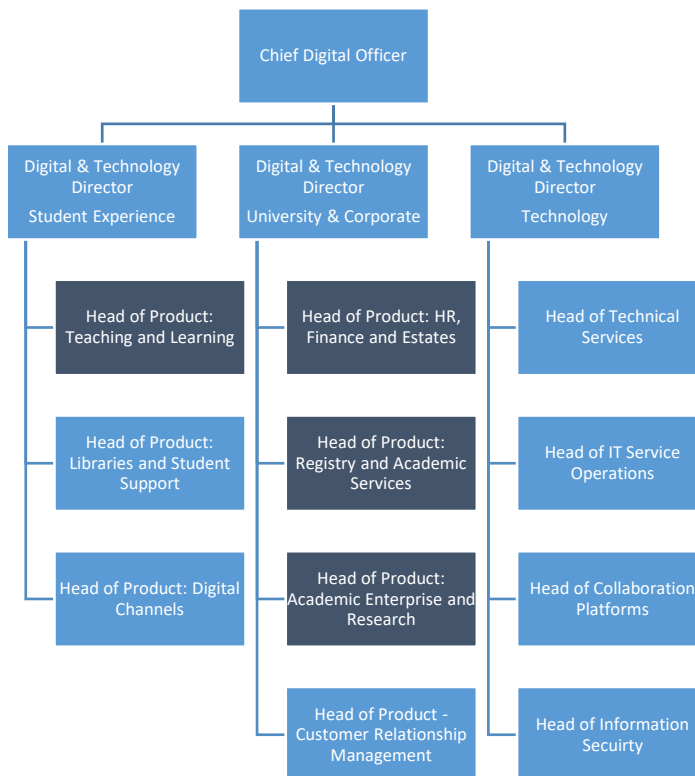 Chief Digital Officer
Digital & Technology
Director
Student Experience
Digital & Technology
Director
University & Corporate
Digital & Technology
Director
Technology
Head of Product:
Teaching and Learning
Head of Product:
Libraries and Student
Support
Head of Product: Digital
Channels
Head of Product: HR,
Finance and Estates
Head of Product:
Registry and Academic
Services
Head of Product:
Academic Enterprise and
Research
Head of Product -
Customer Relationship
Management
Head of Technical
Services
Head of IT Service
Operations
Head of Collaboration
Platforms
Head of Information
Secuirty